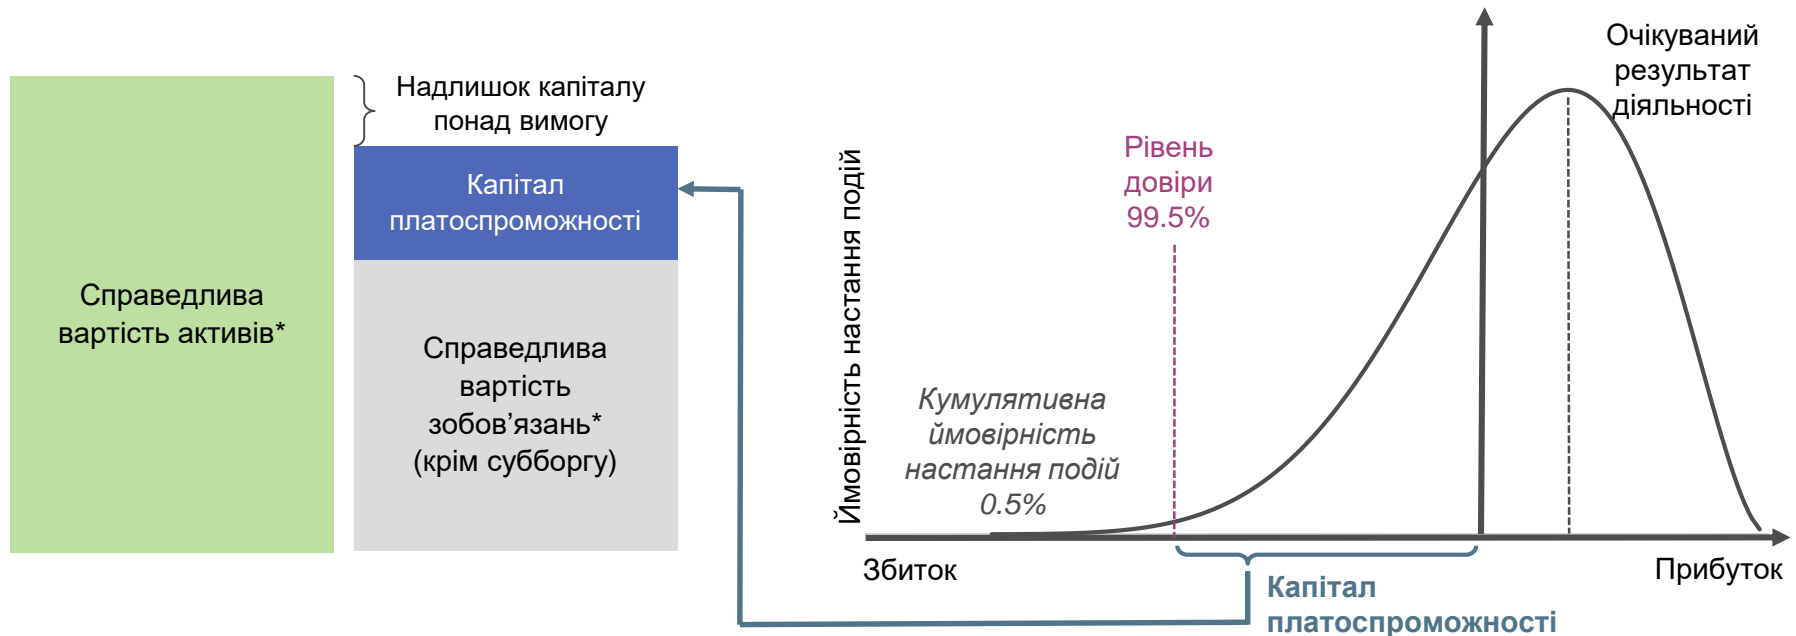 Справедлива
вартість активів*
Надлишок капіталу
понад вимогу
Капітал
платоспроможності
Справедлива
вартість
зобов’язань*
(крім субборгу)
Ймовірність настання подій
Кумулятивна
ймовірність
настання подій
0.5%
Рівень
довіри
99.5%
Очікуваний
результат
діяльності
Збиток
Прибуток
Капітал
платоспроможності